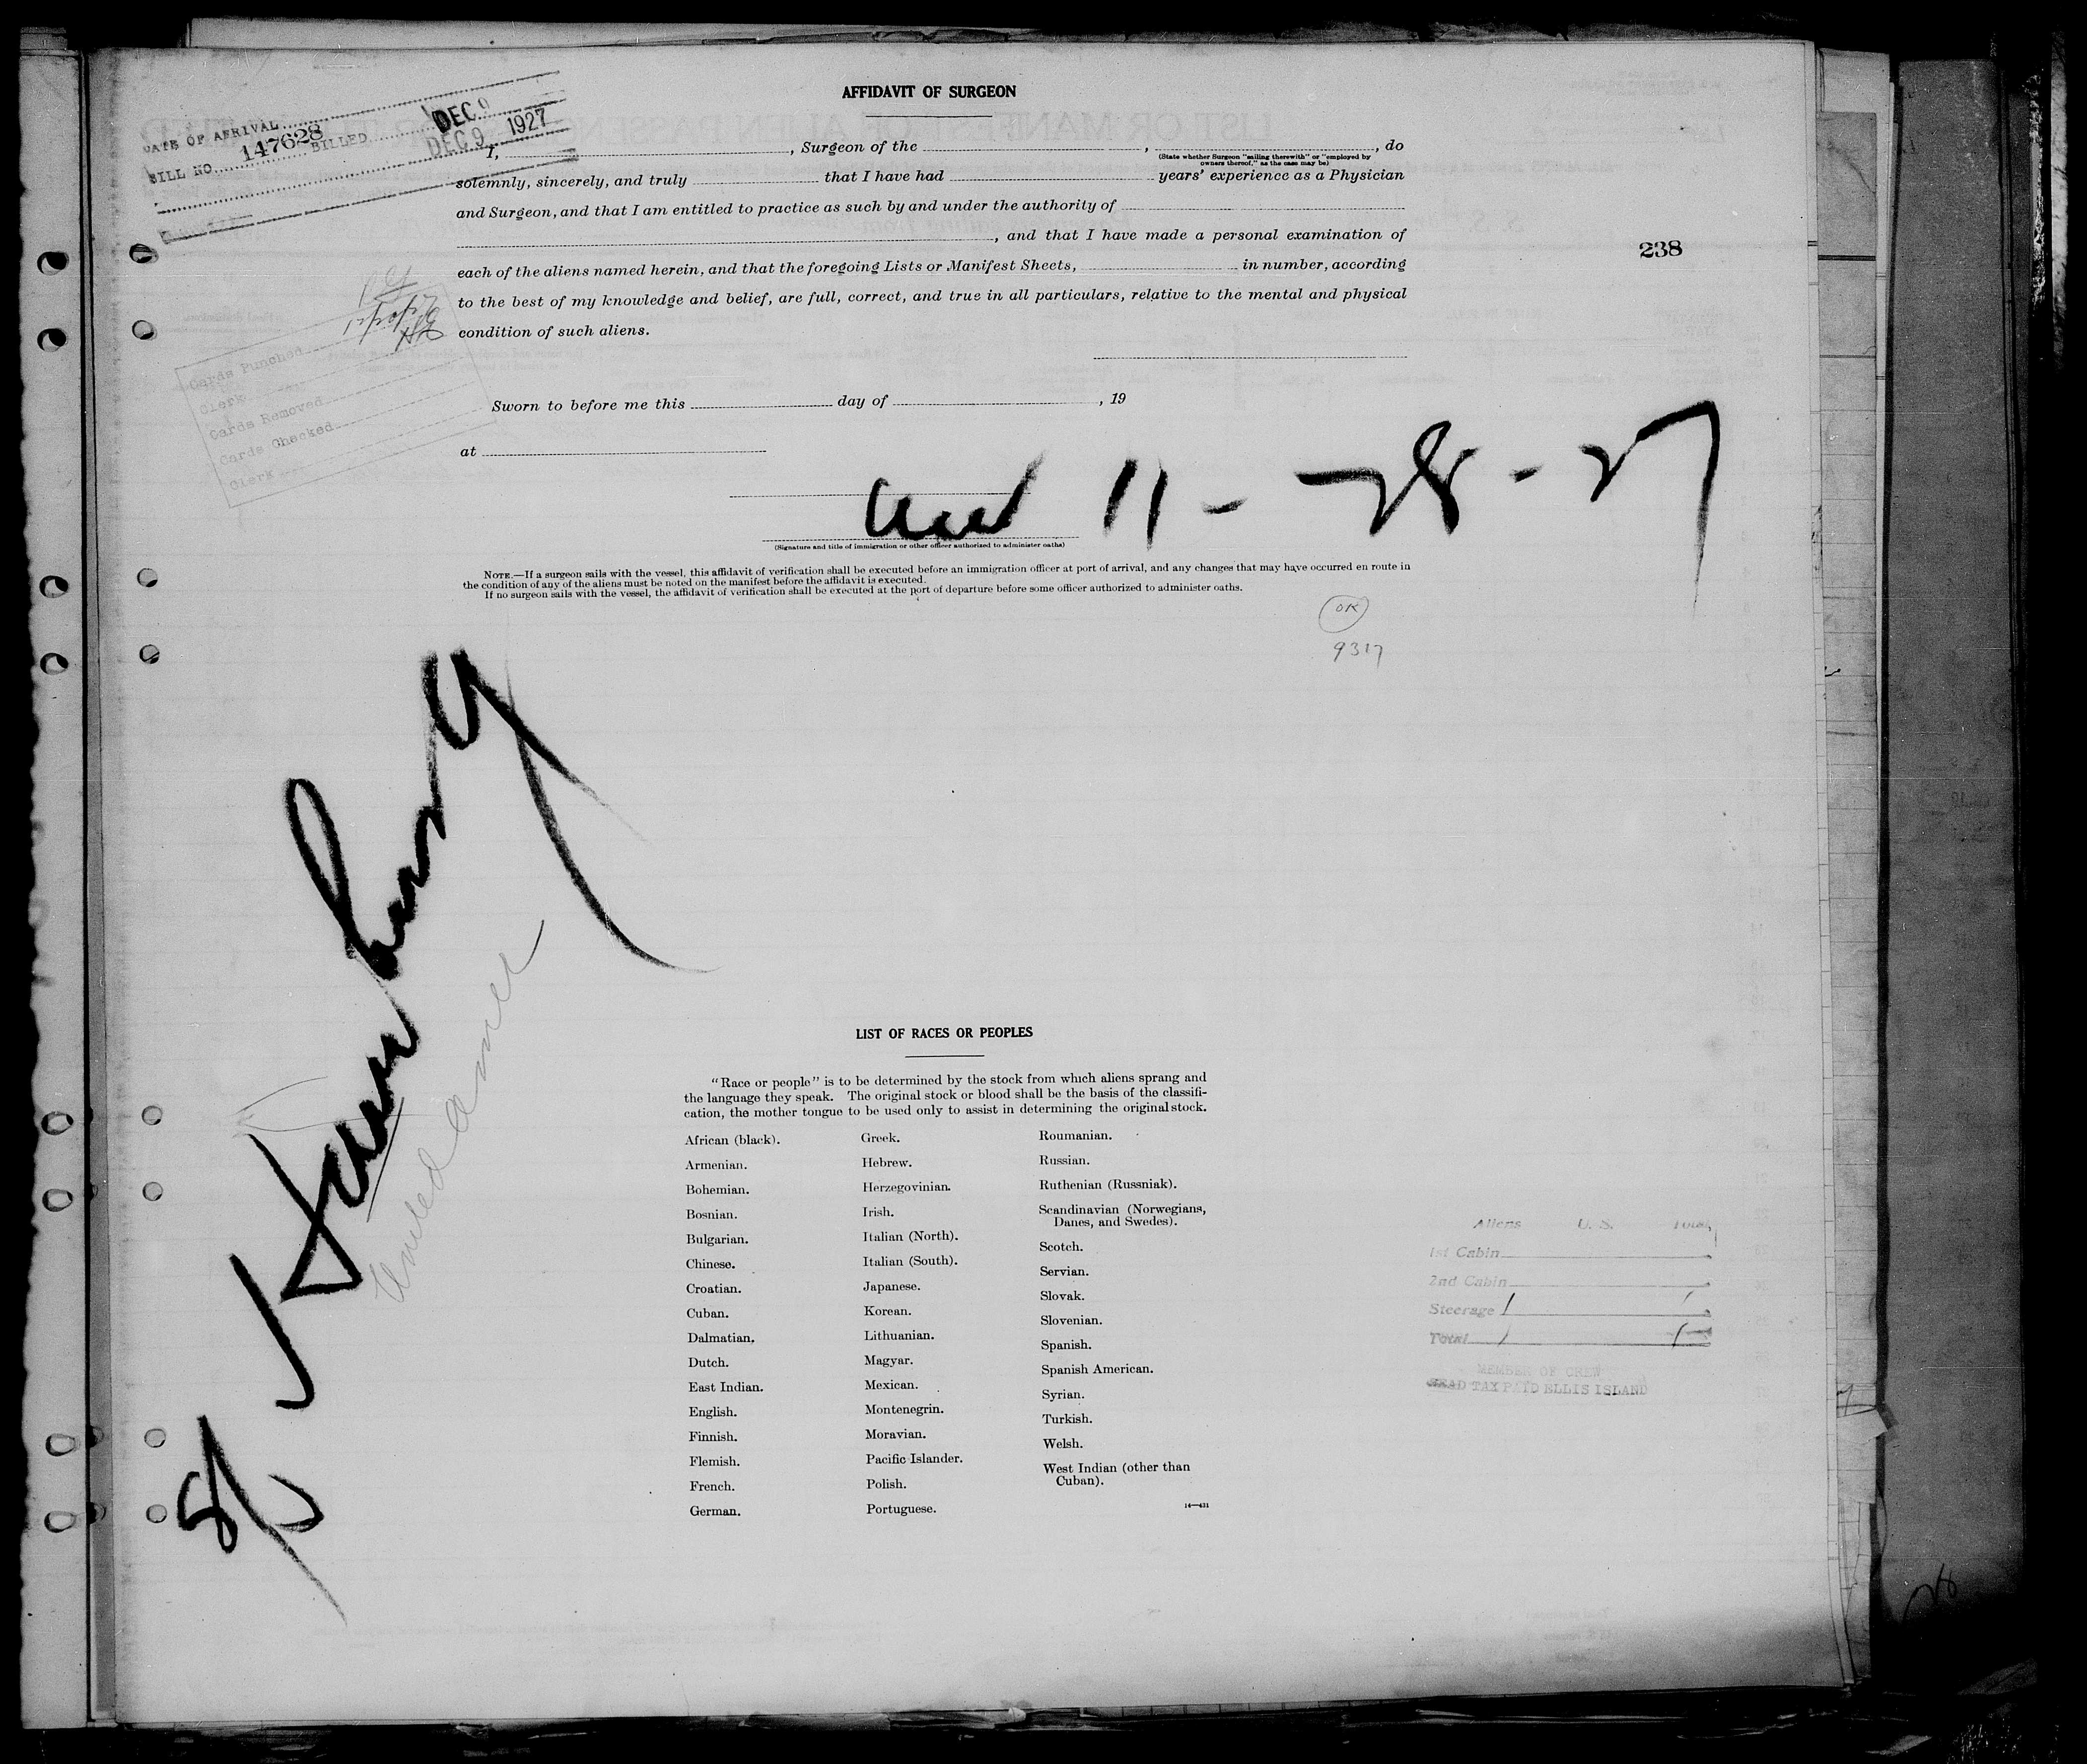 AFFIDAVIT OF SURGEON
DATE OF ARRIVAL DEC 9
BILL NO. 147628 BILLED DEC 9 1927
I, , Surgeon of the , , do
(State whether Surgeon "sailing therewith" or "employed by
owners thereof," as the case may be)
solemnly, sincerely, and truly that I have had years' experience as a Physician
and Surgeon, and that I am entitled to practice as such by and under the authority of
, and that I have made a personal examination of
238
each of the aliens named herein, and that the foregoing Lists or Manifest Sheets, in number, according
to the best of my knowledge and belief, are full, correct, and true in all particulars, relative to the mental and physical
condition of such aliens.
Cards Punched
Clerk
Cards Removed
Cards Checked
Clerk
Sworn to before me this day of , 19
at
11-28-27
(Signature and title of immigration or other officer authorized to administer oaths)
NOTE.—If a surgeon sails with the vessel, this affidavit of verification shall be executed before an immigration officer at port of arrival, and any changes that may have occurred en route in
the condition of any of the aliens must be noted on the manifest before the affidavit is executed.
If no surgeon sails with the vessel, the affidavit of verification shall be executed at the port of departure before some officer authorized to administer oaths.
OK
9317
LIST OF RACES OR PEOPLES
"Race or people" is to be determined by the stock from which aliens sprang and
the language they speak. The original stock or blood shall be the basis of the classifi-
cation, the mother tongue to be used only to assist in determining the original stock.
African (black).
Armenian.
Bohemian.
Bosnian.
Bulgarian.
Chinese.
Croatian.
Cuban.
Dalmatian.
Dutch.
East Indian.
English.
Finnish.
Flemish.
French.
German.
Greek.
Hebrew.
Herzegovinian.
Irish.
Italian (North).
Italian (South).
Japanese.
Korean.
Lithuanian.
Magyar.
Mexican.
Montenegrin.
Moravian.
Pacific Islander.
Polish.
Portuguese.
Roumanian.
Russian.
Ruthenian (Russniak).
Scandinavian (Norwegians,
Danes, and Swedes).
Scotch.
Servian.
Slovak.
Slovenian.
Spanish.
Spanish American.
Syrian.
Turkish.
Welsh.
West Indian (other than
Cuban).
14—431
Aliens U. S. Total
1st Cabin
2nd Cabin
Steerage 1 1
Total 1 1
MEMBER OF CREW
HEAD TAX PAID ELLIS ISLAND